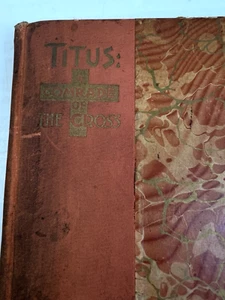 TITUS:
A
COMRADE
OF
THE CROSS